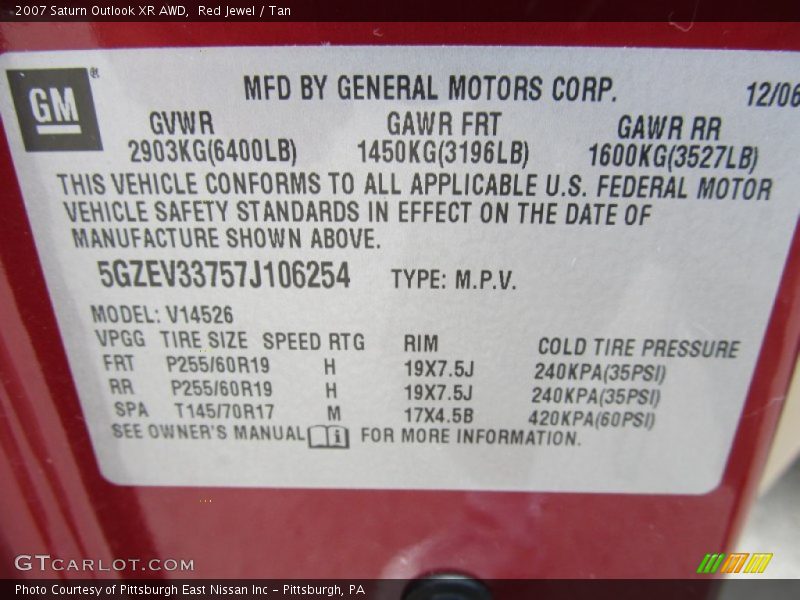 2007 Saturn Outlook XR AWD,  Red Jewel / Tan
GM
®
MFD BY GENERAL MOTORS CORP.
12/06
GVWR GAWR FRT GAWR RR
2903KG(6400LB) 1450KG(3196LB) 1600KG(3527LB)
THIS VEHICLE CONFORMS TO ALL APPLICABLE U.S. FEDERAL MOTOR
VEHICLE SAFETY STANDARDS IN EFFECT ON THE DATE OF
MANUFACTURE SHOWN ABOVE.
5GZEV33757J106254 TYPE: M.P.V.
MODEL: V14526
VPGG TIRE SIZE SPEED RTG RIM COLD TIRE PRESSURE
FRT P255/60R19 H 19X7.5J 240KPA(35PSI)
RR P255/60R19 H 19X7.5J 240KPA(35PSI)
SPA T145/70R17 M 17X4.5B 420KPA(60PSI)
SEE OWNER'S MANUAL i FOR MORE INFORMATION.
GTCARLOT.COM
Photo Courtesy of Pittsburgh East Nissan Inc - Pittsburgh, PA